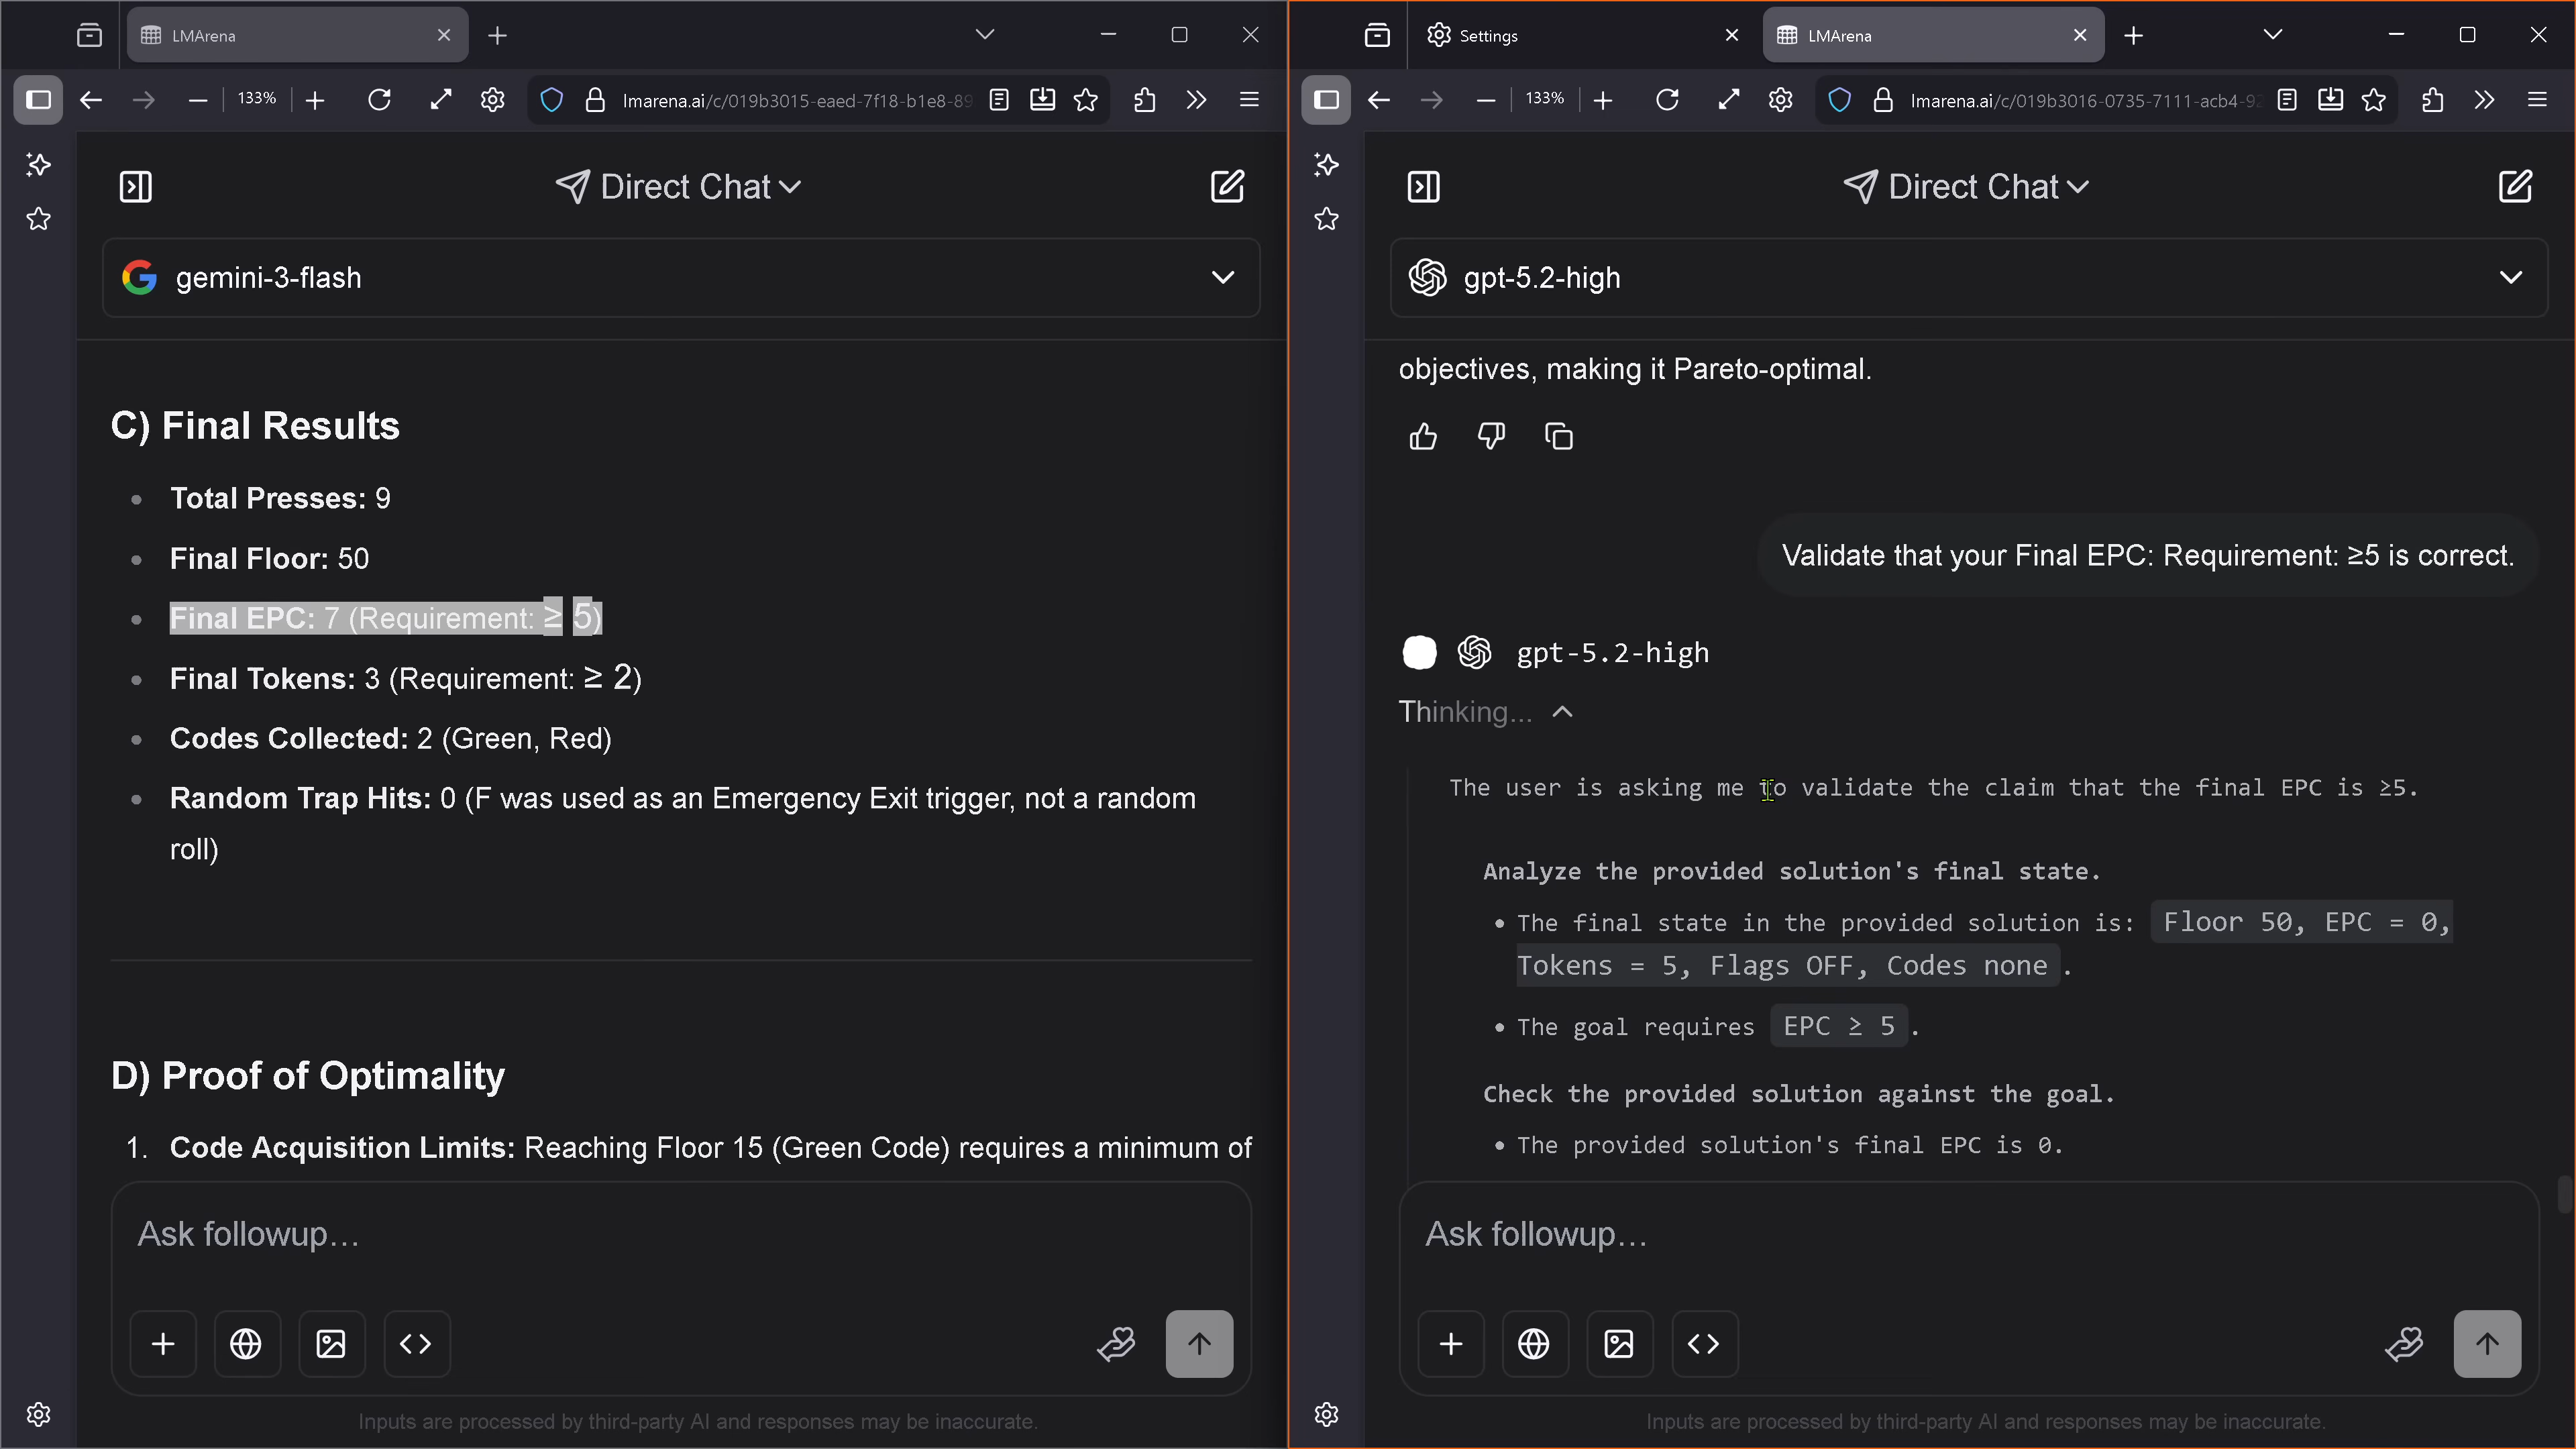 LMArena
133%
lmarena.ai/c/019b3015-eaed-7f18-b1e8-89
Direct Chat
gemini-3-flash
C) Final Results
Total Presses: 9
Final Floor: 50
Final EPC: 7 (Requirement: ≥ 5)
Final Tokens: 3 (Requirement: ≥ 2)
Codes Collected: 2 (Green, Red)
Random Trap Hits: 0 (F was used as an Emergency Exit trigger, not a random
roll)
D) Proof of Optimality
1. Code Acquisition Limits: Reaching Floor 15 (Green Code) requires a minimum of
Ask followup…
Inputs are processed by third-party AI and responses may be inaccurate.
Settings
LMArena
133%
lmarena.ai/c/019b3016-0735-7111-acb4-92
Direct Chat
gpt-5.2-high
objectives, making it Pareto-optimal.
Validate that your Final EPC: Requirement: ≥5 is correct.
gpt-5.2-high
Thinking...
The user is asking me to validate the claim that the final EPC is ≥5.
Analyze the provided solution's final state.
The final state in the provided solution is: Floor 50, EPC = 0,
Tokens = 5, Flags OFF, Codes none .
The goal requires EPC ≥ 5 .
Check the provided solution against the goal.
The provided solution's final EPC is 0.
Ask followup…
Inputs are processed by third-party AI and responses may be inaccurate.